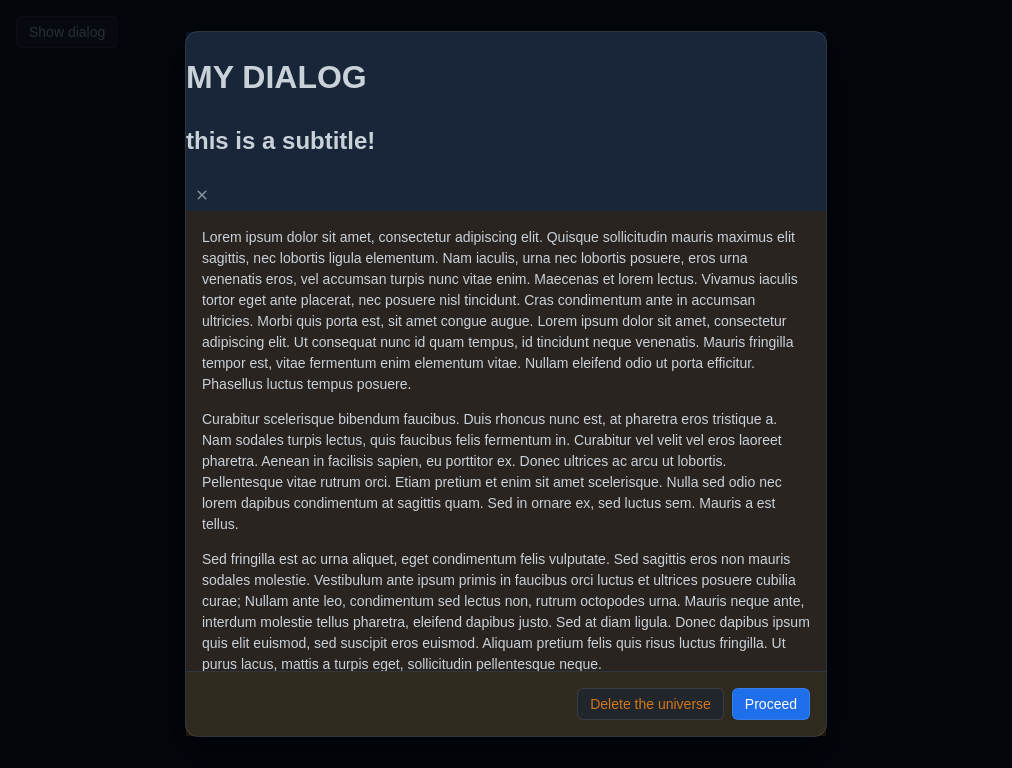 Show dialog
MY DIALOG
this is a subtitle!
×
Lorem ipsum dolor sit amet, consectetur adipiscing elit. Quisque sollicitudin mauris maximus elit
sagittis, nec lobortis ligula elementum. Nam iaculis, urna nec lobortis posuere, eros urna
venenatis eros, vel accumsan turpis nunc vitae enim. Maecenas et lorem lectus. Vivamus iaculis
tortor eget ante placerat, nec posuere nisl tincidunt. Cras condimentum ante in accumsan
ultricies. Morbi quis porta est, sit amet congue augue. Lorem ipsum dolor sit amet, consectetur
adipiscing elit. Ut consequat nunc id quam tempus, id tincidunt neque venenatis. Mauris fringilla
tempor est, vitae fermentum enim elementum vitae. Nullam eleifend odio ut porta efficitur.
Phasellus luctus tempus posuere.
Curabitur scelerisque bibendum faucibus. Duis rhoncus nunc est, at pharetra eros tristique a.
Nam sodales turpis lectus, quis faucibus felis fermentum in. Curabitur vel velit vel eros laoreet
pharetra. Aenean in facilisis sapien, eu porttitor ex. Donec ultrices ac arcu ut lobortis.
Pellentesque vitae rutrum orci. Etiam pretium et enim sit amet scelerisque. Nulla sed odio nec
lorem dapibus condimentum at sagittis quam. Sed in ornare ex, sed luctus sem. Mauris a est
tellus.
Sed fringilla est ac urna aliquet, eget condimentum felis vulputate. Sed sagittis eros non mauris
sodales molestie. Vestibulum ante ipsum primis in faucibus orci luctus et ultrices posuere cubilia
curae; Nullam ante leo, condimentum sed lectus non, rutrum octopodes urna. Mauris neque ante,
interdum molestie tellus pharetra, eleifend dapibus justo. Sed at diam ligula. Donec dapibus ipsum
quis elit euismod, sed suscipit eros euismod. Aliquam pretium felis quis risus luctus fringilla. Ut
purus lacus, mattis a turpis eget, sollicitudin pellentesque neque.
Delete the universe
Proceed